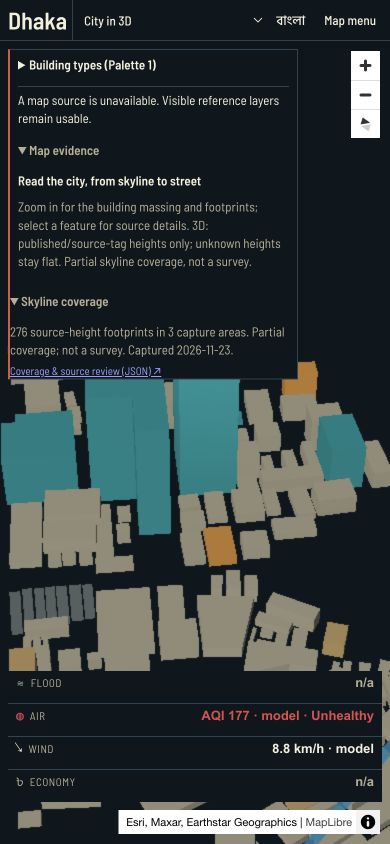 Dhaka
City in 3D
বাংলা
Map menu
▶ Building types (Palette 1)
A map source is unavailable. Visible reference layers
remain usable.
▼ Map evidence
Read the city, from skyline to street
Zoom in for the building massing and footprints;
select a feature for source details. 3D:
published/source-tag heights only; unknown heights
stay flat. Partial skyline coverage, not a survey.
▼ Skyline coverage
276 source-height footprints in 3 capture areas. Partial
coverage; not a survey. Captured 2026-11-23.
Coverage & source review (JSON) ↗
≈ FLOOD n/a
◍ AIR AQI 177 · model · Unhealthy
↘ WIND 8.8 km/h · model
৳ ECONOMY n/a
Esri, Maxar, Earthstar Geographics | MapLibre